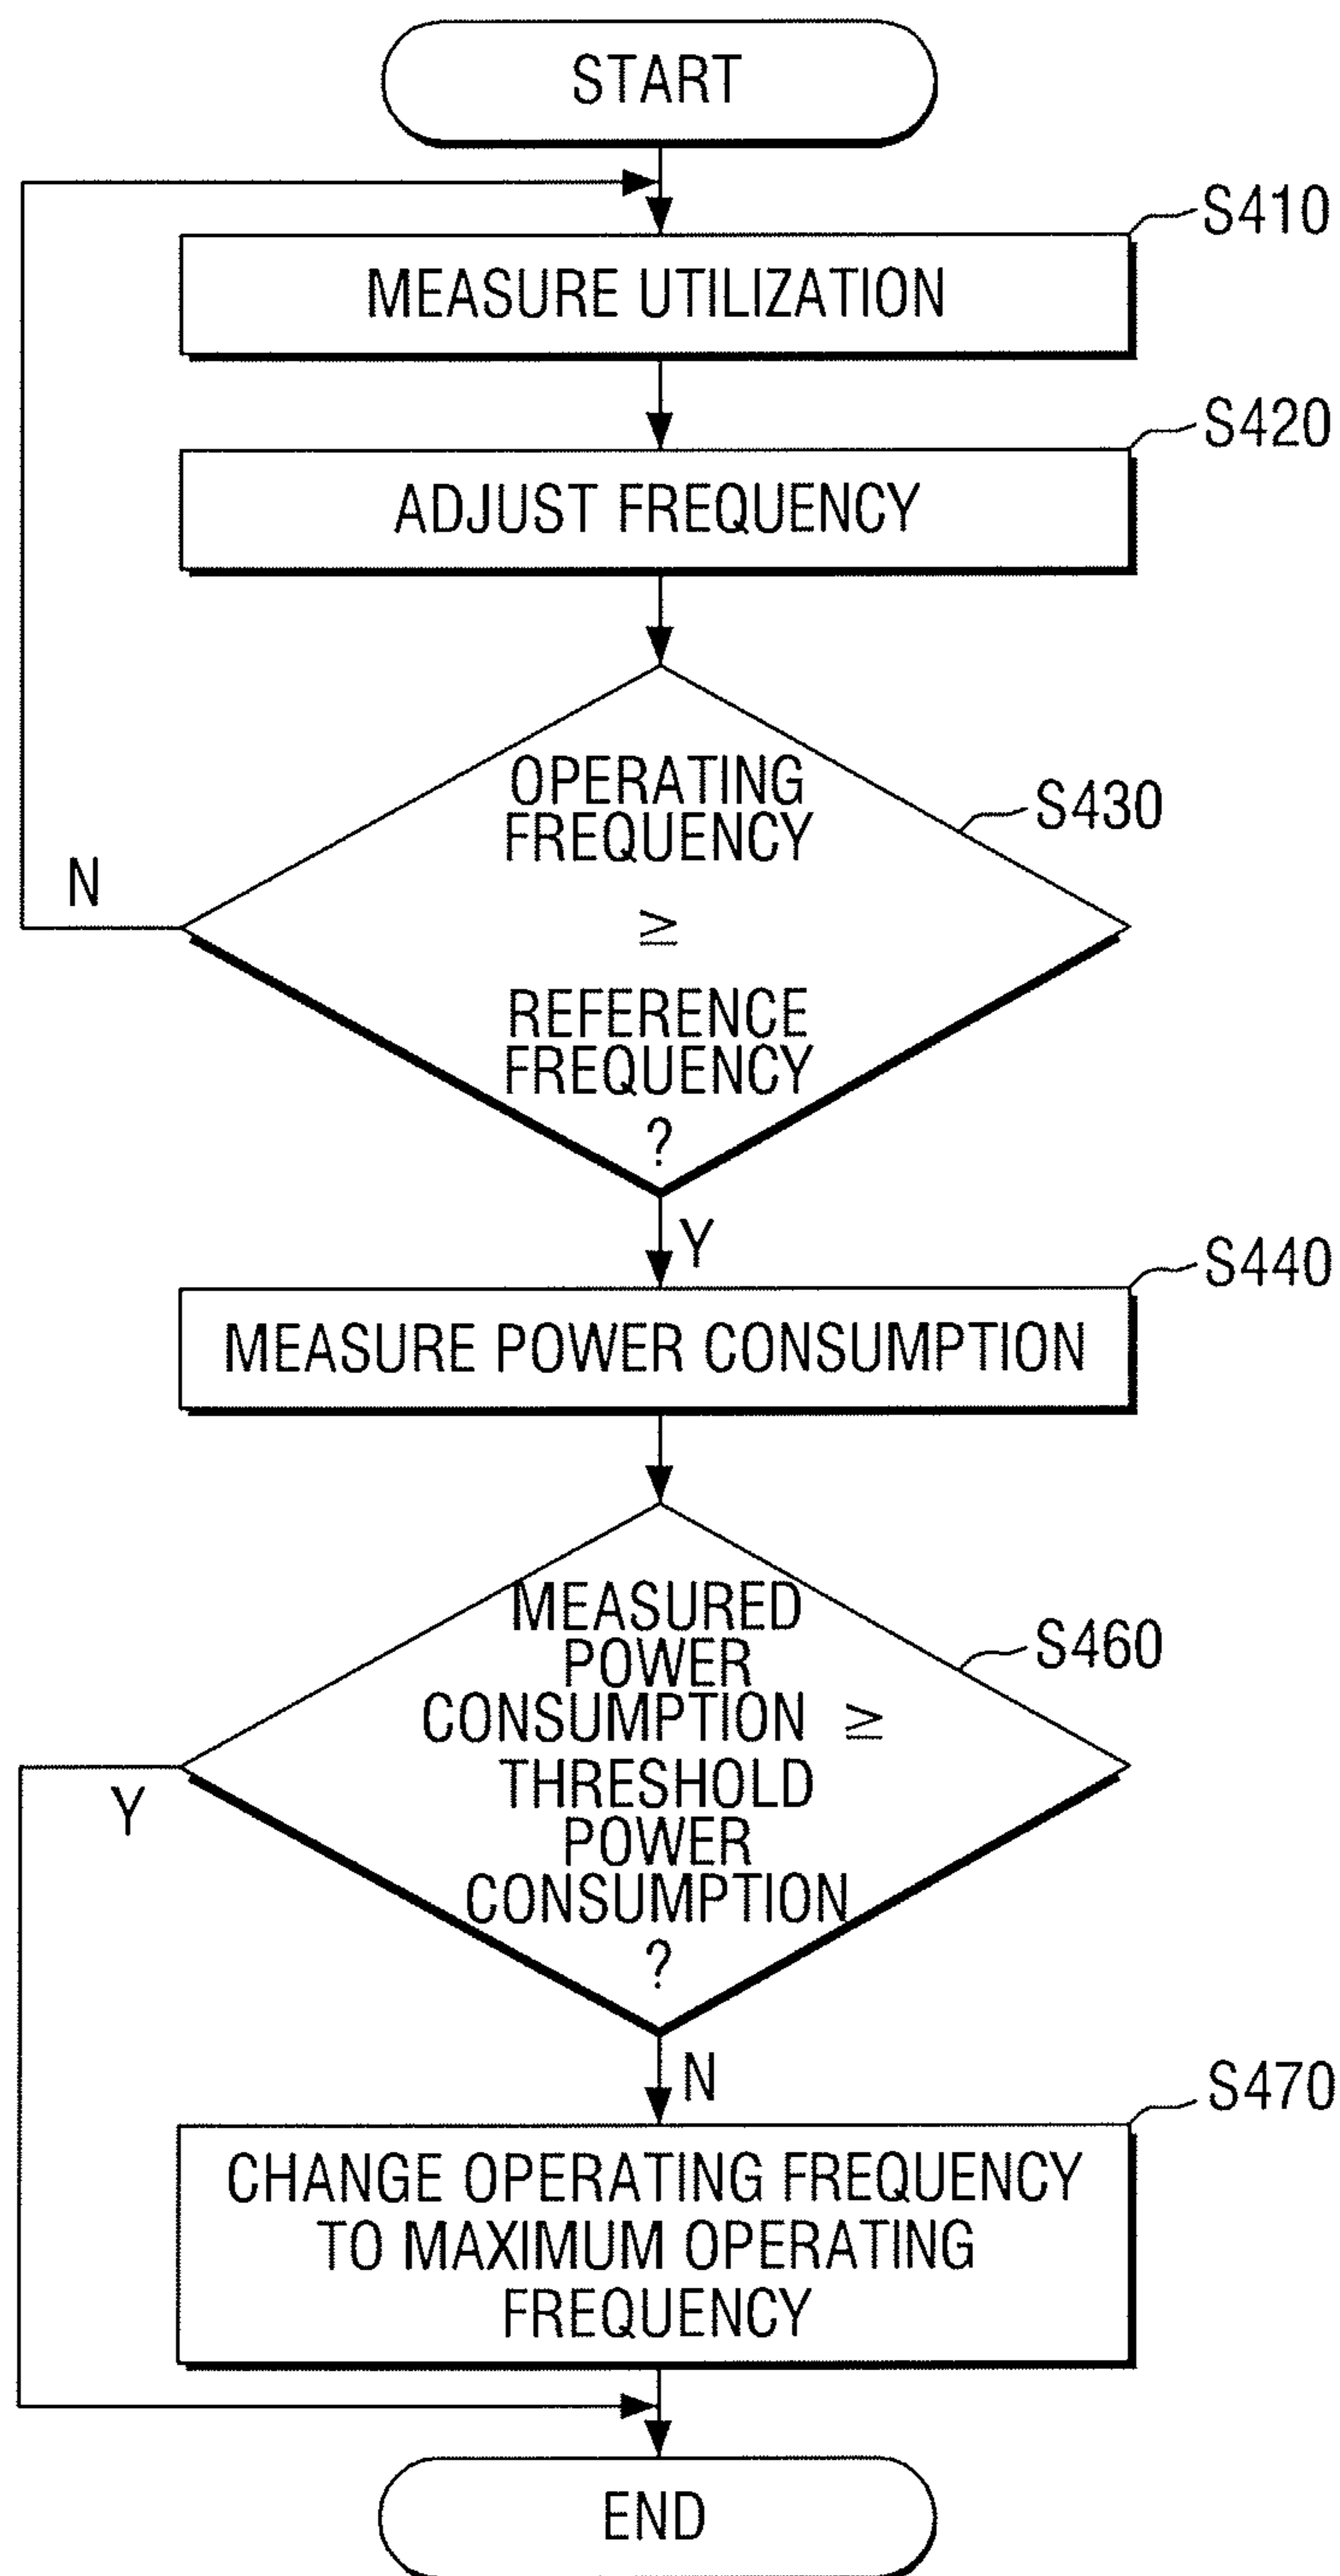 START
S410
MEASURE UTILIZATION
S420
ADJUST FREQUENCY
OPERATING
FREQUENCY
S430
N
≥
REFERENCE
FREQUENCY
?
Y
S440
MEASURE POWER CONSUMPTION
MEASURED
POWER
S460
CONSUMPTION ≥
THRESHOLD
Y
POWER
CONSUMPTION
?
N
S470
CHANGE OPERATING FREQUENCY
TO MAXIMUM OPERATING
FREQUENCY
END